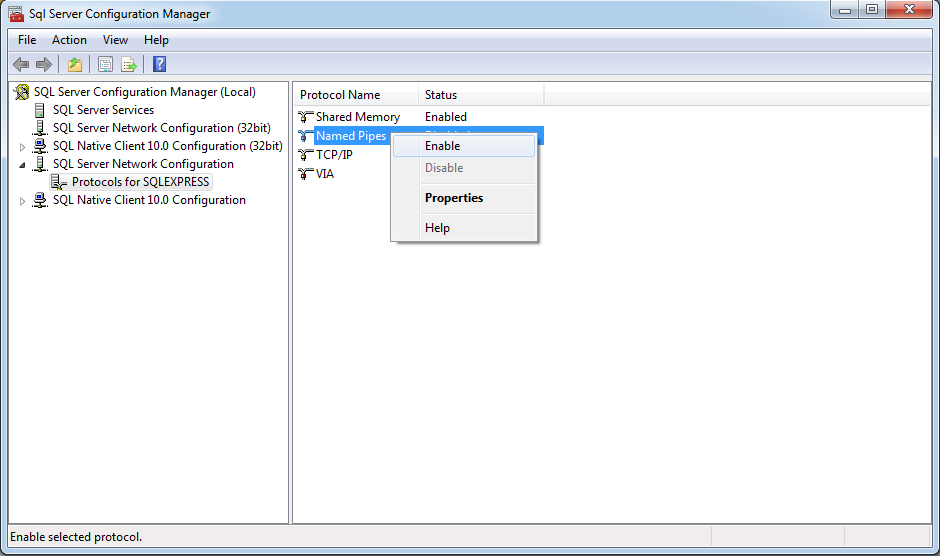 Sql Server Configuration Manager
File Action View Help
SQL Server Configuration Manager (Local)
SQL Server Services
SQL Server Network Configuration (32bit)
SQL Native Client 10.0 Configuration (32bit)
SQL Server Network Configuration
Protocols for SQLEXPRESS
SQL Native Client 10.0 Configuration
Protocol Name Status
Shared Memory Enabled
Named Pipes
TCP/IP
VIA
Enable
Disable
Properties
Help
Enable selected protocol.